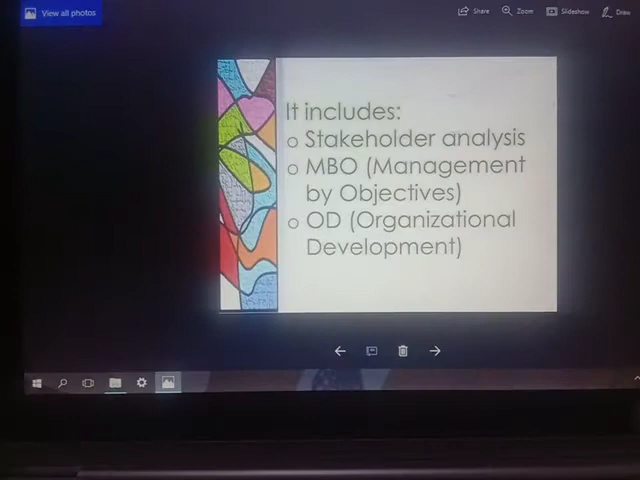 View all photos
Share
Zoom
Slideshow
Draw
It includes:
o Stakeholder analysis
o MBO (Management
by Objectives)
o OD (Organizational
Development)